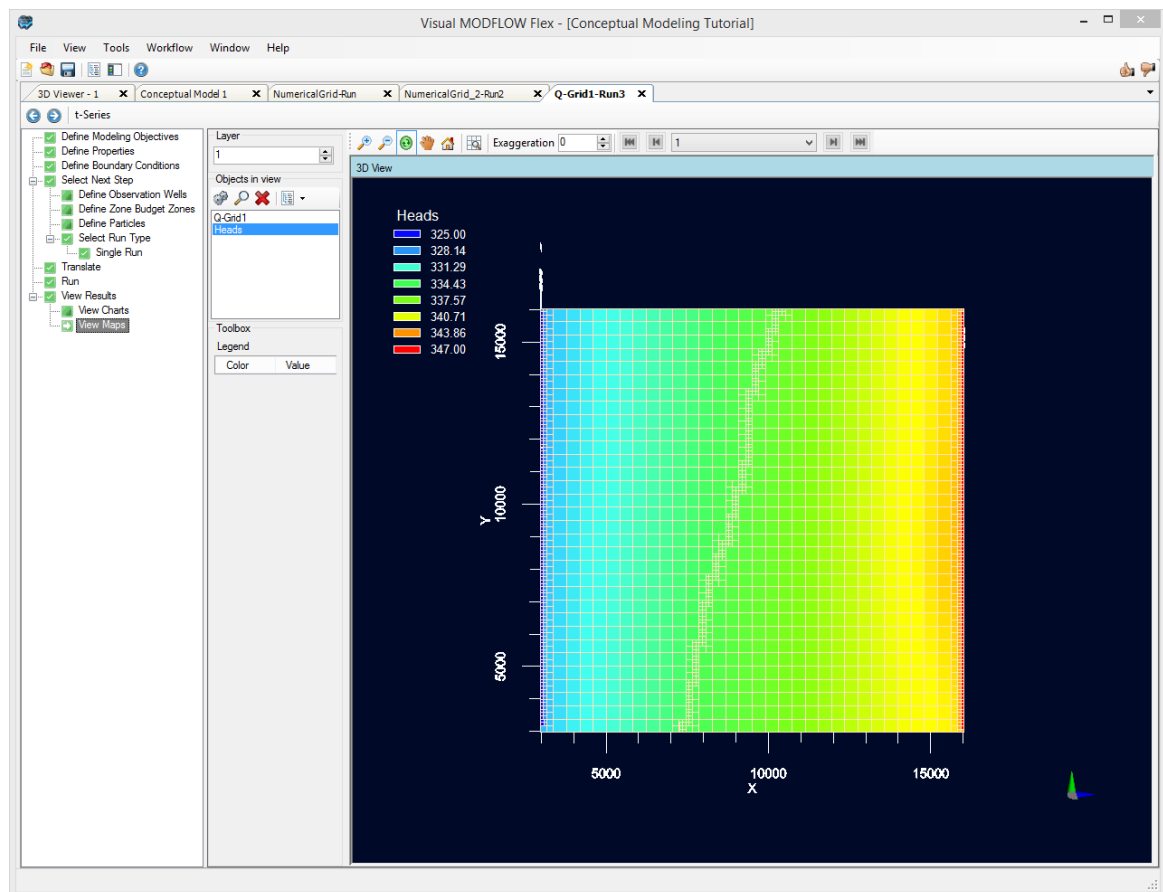 Visual MODFLOW Flex - [Conceptual Modeling Tutorial]
File View Tools Workflow Window Help
3D Viewer - 1 X Conceptual Model 1 X NumericalGrid-Run X NumericalGrid_2-Run2 X Q-Grid1-Run3 X
t-Series
Define Modeling Objectives
Define Properties
Define Boundary Conditions
Select Next Step
Define Observation Wells
Define Zone Budget Zones
Define Particles
Select Run Type
Single Run
Translate
Run
View Results
View Charts
View Maps
Layer
1
Objects in view
Q-Grid1
Heads
Toolbox
Legend
Color Value
Exaggeration 0 1
3D View
Heads
325.00
328.14
331.29
334.43
337.57
340.71
343.86
347.00
15000
10000
Y
5000
5000 10000 15000
X